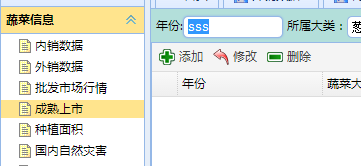 蔬菜信息
内销数据
外销数据
批发市场行情
成熟上市
种植面积
国内自然灾害
年份: sss 所属大类:
添加 修改 删除
年份 蔬菜大